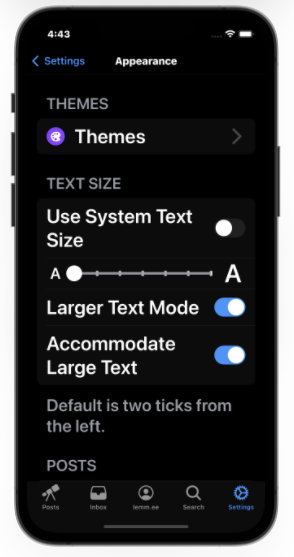 4:43
Settings
Appearance
THEMES
Themes
TEXT SIZE
Use System Text
Size
A A
Larger Text Mode
Accommodate
Large Text
Default is two ticks from
the left.
POSTS
Posts Inbox lemm.ee Search Settings